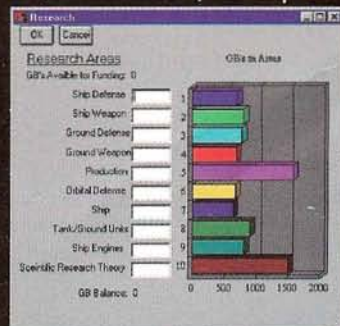 Research
OK Cancel
Research Areas
GB's Availble for Funding: 0
Ship Defense
Ship Weapon
Ground Defense
Ground Weapon
Production
Orbital Defense
Ship
Tank/Ground Units
Ship Engines
Scientific Research Theory
GB Balance: 0
GB's in Area
1
2
3
4
5
6
7
8
9
10
0 500 1000 1500 2000